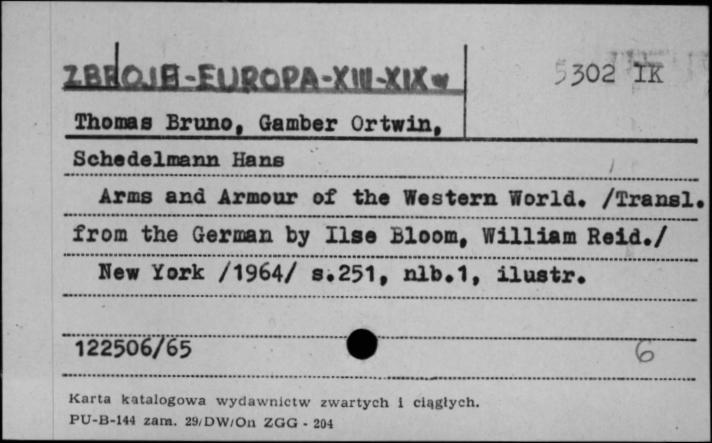 ZBROJE-EUROPA-XIII-XIXw
5302 IK
Thomas Bruno, Gamber Ortwin,
Schedelmann Hans
Arms and Armour of the Western World. /Transl.
from the German by Ilse Bloom, William Reid./
New York /1964/ s.251, nlb.1, ilustr.
122506/65
6
Karta katalogowa wydawnictw zwartych i ciągłych.
PU-B-144 zam. 29/DW/On ZGG - 204